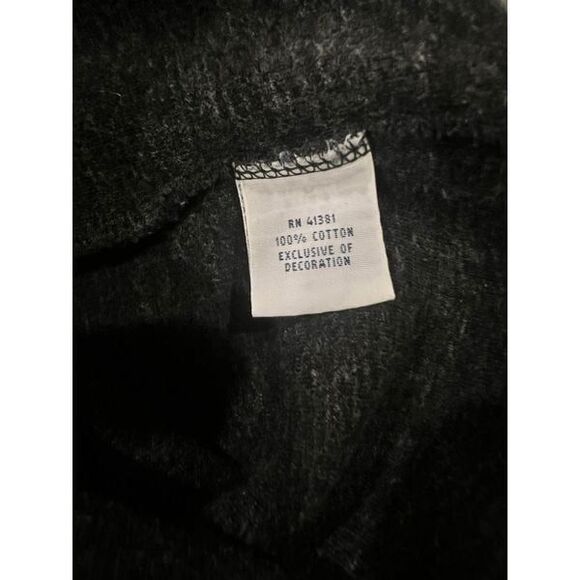 RN 41381
100% COTTON
EXCLUSIVE OF
DECORATION